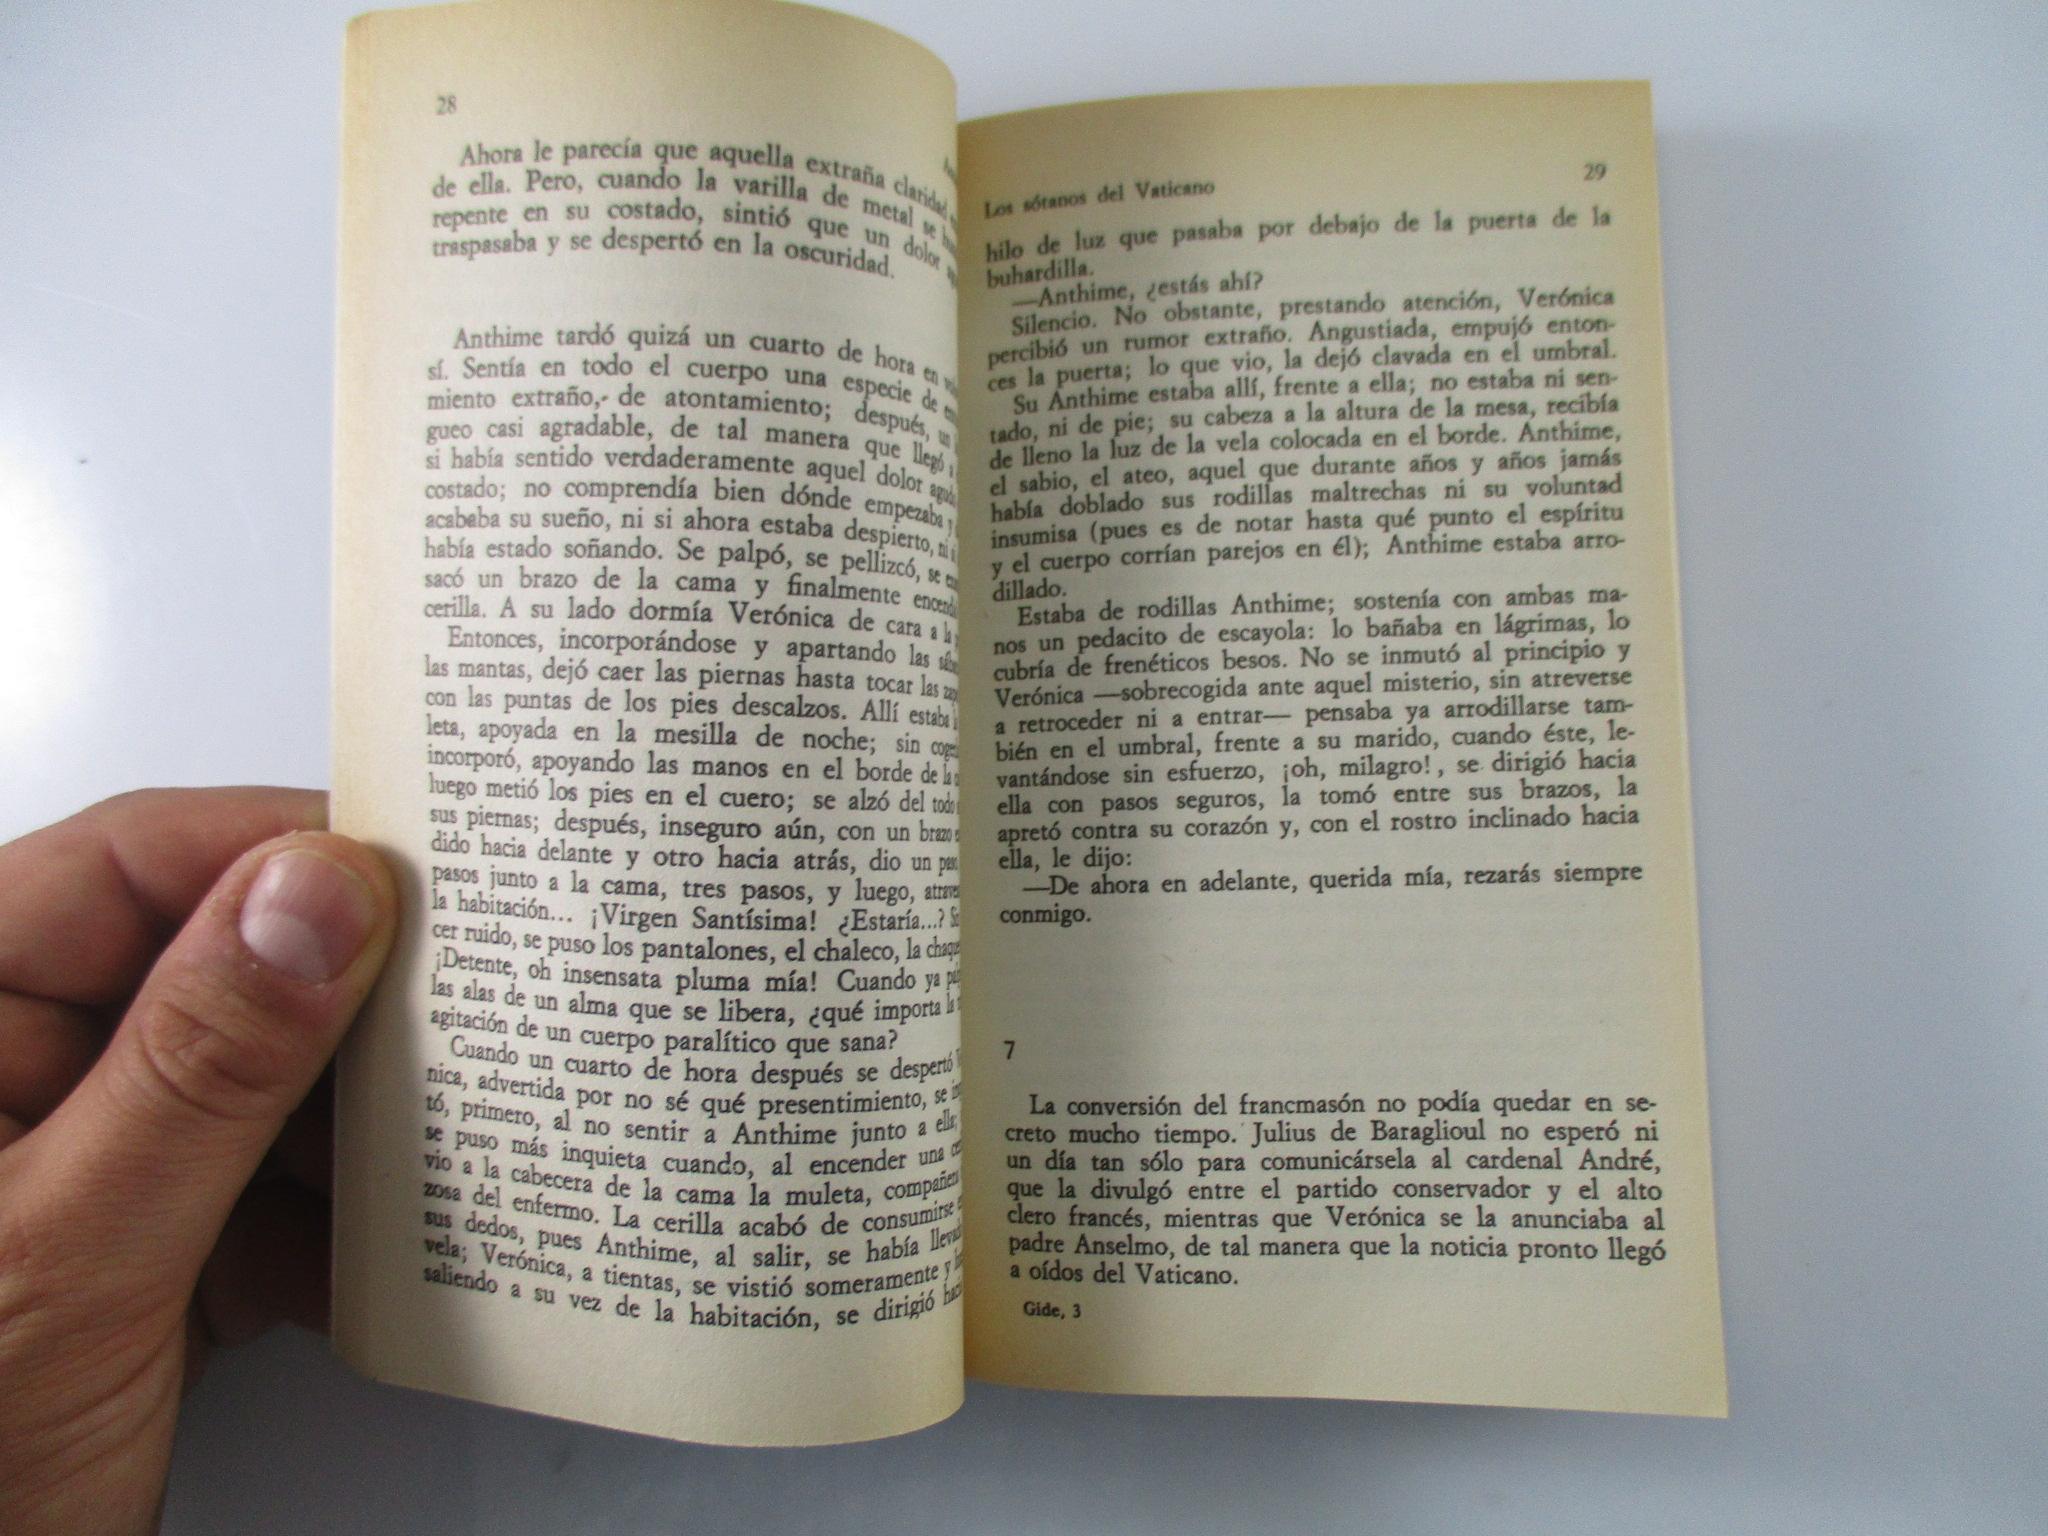 28
Ahora le parecía que aquella extraña claridad
de ella. Pero, cuando la varilla de metal se
repente en su costado, sintió que un dolor
traspasaba y se despertó en la oscuridad.
Anthime tardó quizá un cuarto de hora en
sí. Sentía en todo el cuerpo una especie de
miento extraño, de atontamiento; después, un
gueo casi agradable, de tal manera que llegó a
si había sentido verdaderamente aquel dolor
costado; no comprendía bien dónde empezaba y
acababa su sueño, ni si ahora estaba despierto, ni
había estado soñando. Se palpó, se pellizcó, se
sacó un brazo de la cama y finalmente
cerilla. A su lado dormía Verónica de cara a la
Entonces, incorporándose y apartando las
las mantas, dejó caer las piernas hasta tocar las
con las puntas de los pies descalzos. Allí estaba
leta, apoyada en la mesilla de noche; sin
incorporó, apoyando las manos en el borde de la
luego metió los pies en el cuero; se alzó del todo
sus piernas; después, inseguro aún, con un brazo
dido hacia delante y otro hacia atrás, dio un
pasos junto a la cama, tres pasos, y luego,
la habitación... ¡Virgen Santísima! ¿Estaría...?
cer ruido, se puso los pantalones, el chaleco, la
¡Detente, oh insensata pluma mía! Cuando ya
las alas de un alma que se libera, ¿qué importa la
agitación de un cuerpo paralítico que sana?
Cuando un cuarto de hora después se despertó
nica, advertida por no sé qué presentimiento, se
tó, primero, al no sentir a Anthime junto a ella;
se puso más inquieta cuando, al encender una
vio a la cabecera de la cama la muleta,
zosa del enfermo. La cerilla acabó de consumirse
sus dedos, pues Anthime, al salir, se había
vela; Verónica, a tientas, se vistió someramente y
saliendo a su vez de la habitación, se dirigió
Los sótanos del Vaticano
29
hilo de luz que pasaba por debajo de la puerta de la
buhardilla.
—Anthime, ¿estás ahí?
Silencio. No obstante, prestando atención, Verónica
percibió un rumor extraño. Angustiada, empujó enton-
ces la puerta; lo que vio, la dejó clavada en el umbral.
Su Anthime estaba allí, frente a ella; no estaba ni sen-
tado, ni de pie; su cabeza a la altura de la mesa, recibía
de lleno la luz de la vela colocada en el borde. Anthime,
el sabio, el ateo, aquel que durante años y años jamás
había doblado sus rodillas maltrechas ni su voluntad
insumisa (pues es de notar hasta qué punto el espíritu
y el cuerpo corrían parejos en él); Anthime estaba arro-
dillado.
Estaba de rodillas Anthime; sostenía con ambas ma-
nos un pedacito de escayola: lo bañaba en lágrimas, lo
cubría de frenéticos besos. No se inmutó al principio y
Verónica —sobrecogida ante aquel misterio, sin atreverse
a retroceder ni a entrar— pensaba ya arrodillarse tam-
bién en el umbral, frente a su marido, cuando éste, le-
vantándose sin esfuerzo, ¡oh, milagro!, se dirigió hacia
ella con pasos seguros, la tomó entre sus brazos, la
apretó contra su corazón y, con el rostro inclinado hacia
ella, le dijo:
—De ahora en adelante, querida mía, rezarás siempre
conmigo.
7
La conversión del francmasón no podía quedar en se-
creto mucho tiempo. Julius de Baraglioul no esperó ni
un día tan sólo para comunicársela al cardenal André,
que la divulgó entre el partido conservador y el alto
clero francés, mientras que Verónica se la anunciaba al
padre Anselmo, de tal manera que la noticia pronto llegó
a oídos del Vaticano.
Gide, 3